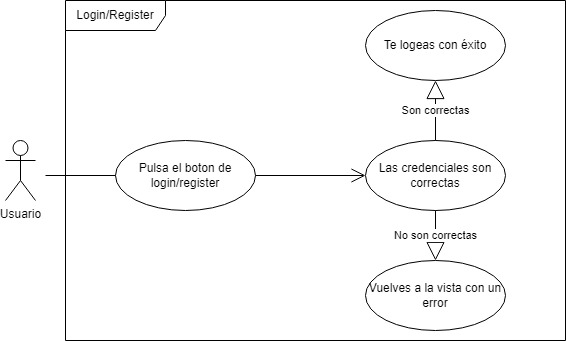 Login/Register
Te logeas con éxito
Son correctas
Pulsa el boton de
login/register
Las credenciales son
correctas
Usuario
No son correctas
Vuelves a la vista con un
error